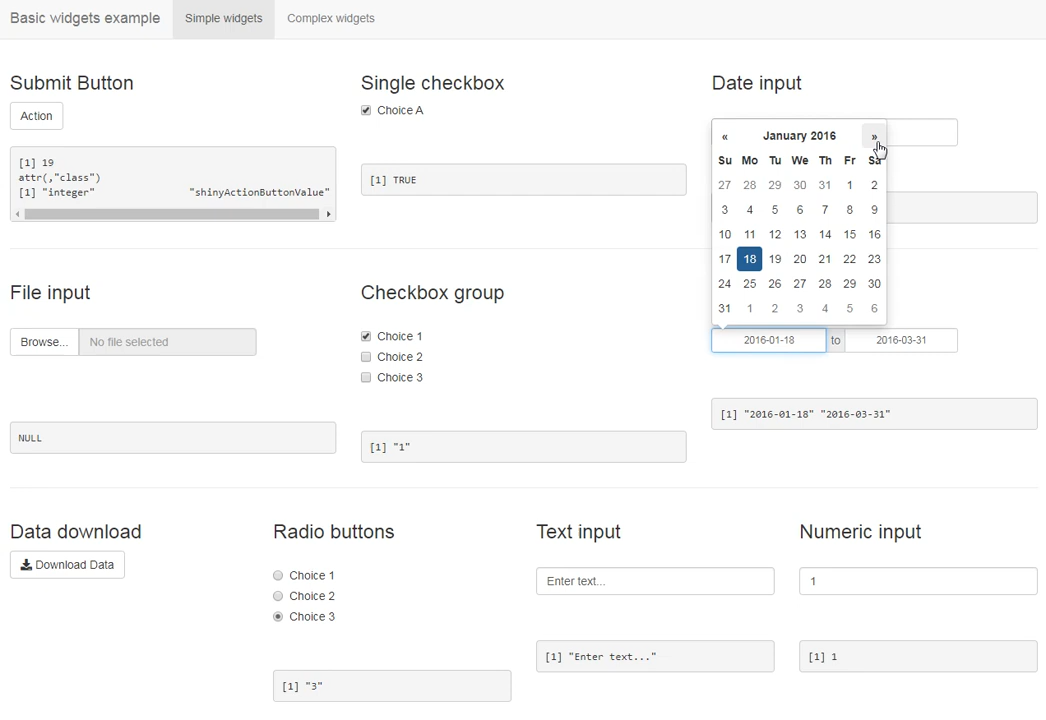 Basic widgets example Simple widgets Complex widgets
Submit Button
Action
[1] 19
attr(,"class")
[1] "integer" "shinyActionButtonValue"
Single checkbox
Choice A
[1] TRUE
Date input
« January 2016 »
Su Mo Tu We Th Fr Sa
27 28 29 30 31 1 2
3 4 5 6 7 8 9
10 11 12 13 14 15 16
17 18 19 20 21 22 23
24 25 26 27 28 29 30
31 1 2 3 4 5 6
2016-01-18 to 2016-03-31
[1] "2016-01-18" "2016-03-31"
File input
Browse... No file selected
NULL
Checkbox group
Choice 1
Choice 2
Choice 3
[1] "1"
Data download
Download Data
Radio buttons
Choice 1
Choice 2
Choice 3
[1] "3"
Text input
Enter text...
[1] "Enter text..."
Numeric input
1
[1] 1